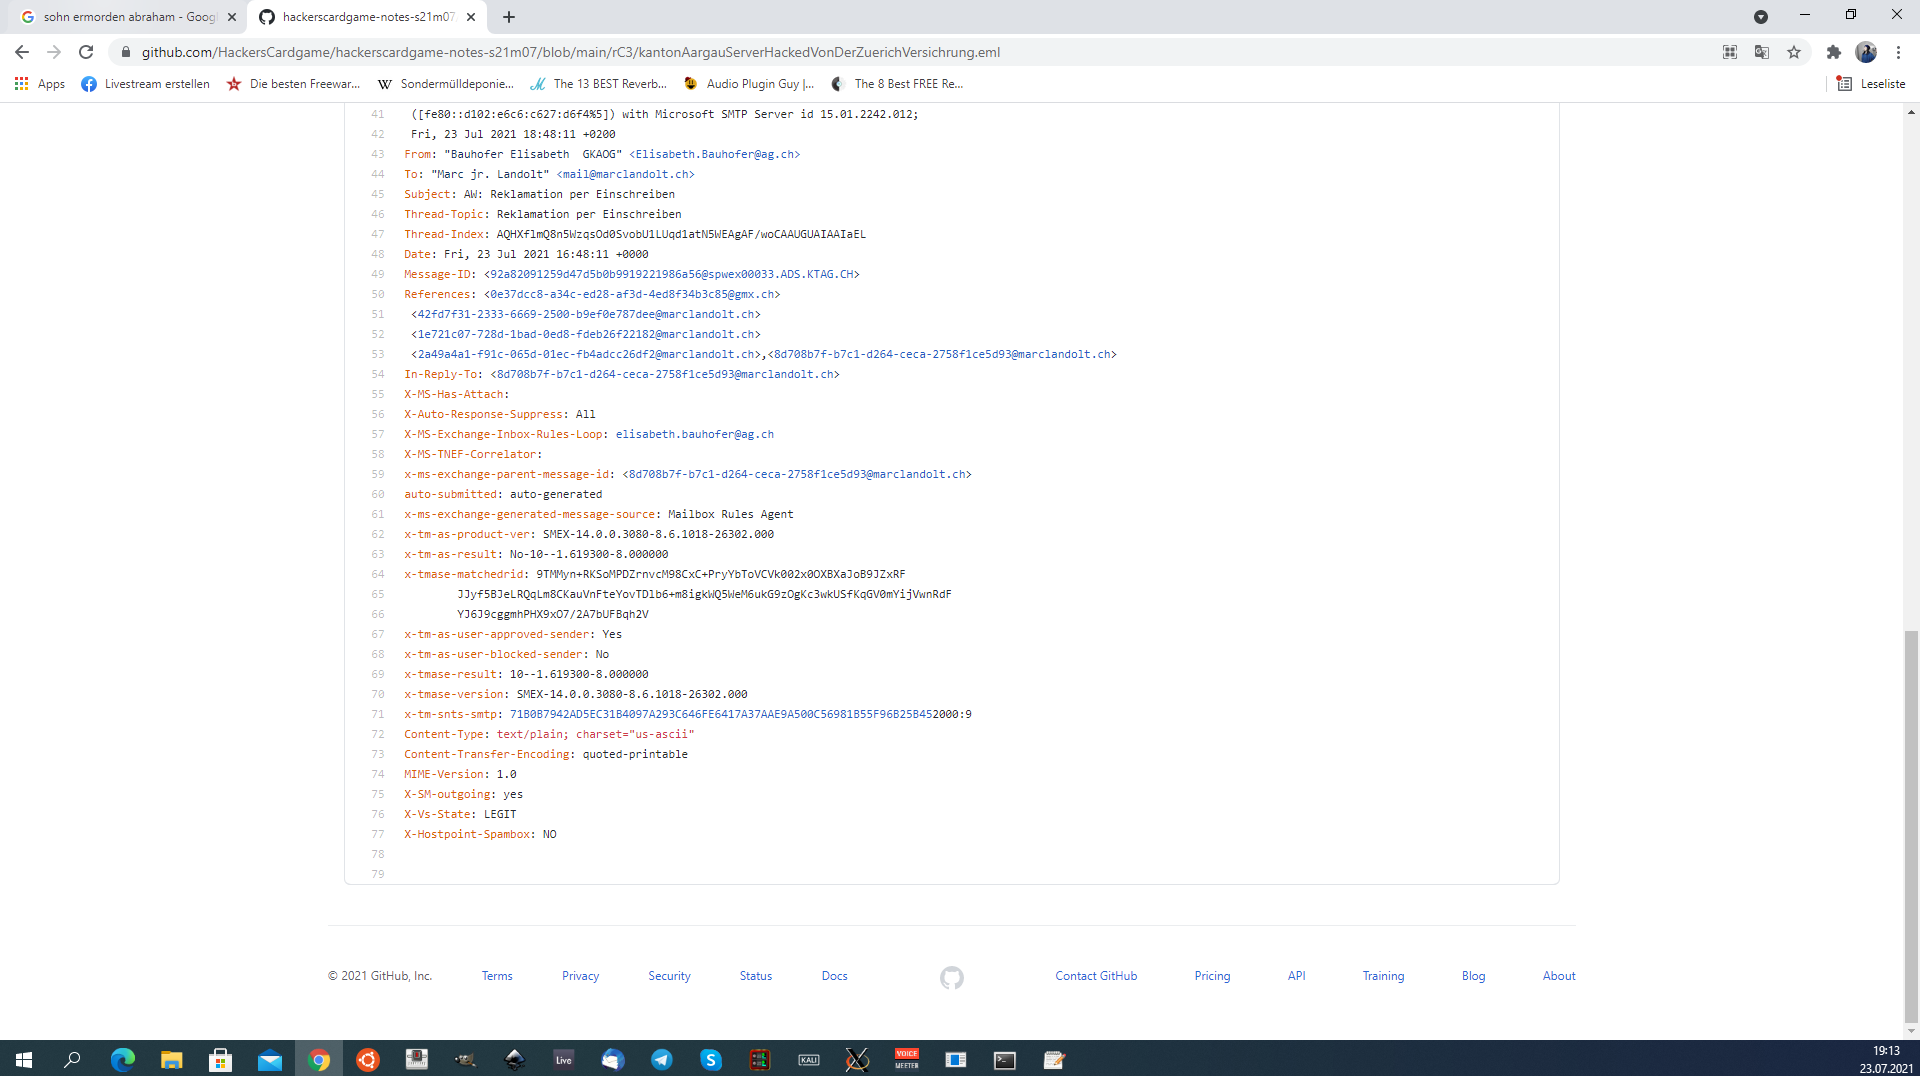 sohn ermorden abraham - Goog
hackerscardgame-notes-s21m07
github.com/HackersCardgame/hackerscardgame-notes-s21m07/blob/main/rC3/kantonAargauServerHackedVonDerZuerichVersichrung.eml
Apps
Livestream erstellen
Die besten Freewar...
Sondermülldeponie...
The 13 BEST Reverb...
Audio Plugin Guy |...
The 8 Best FREE Re...
Leseliste
41 ([fe80::d102:e6c6:c627:d6f4%5]) with Microsoft SMTP Server id 15.01.2242.012;
42 Fri, 23 Jul 2021 18:48:11 +0200
43 From: "Bauhofer Elisabeth  GKAOG" <Elisabeth.Bauhofer@ag.ch>
44 To: "Marc jr. Landolt" <mail@marclandolt.ch>
45 Subject: AW: Reklamation per Einschreiben
46 Thread-Topic: Reklamation per Einschreiben
47 Thread-Index: AQHXflmQ8n5WzqsOd0SvobU1LUqd1atN5WEAgAF/woCAAUGUAIAAIaEL
48 Date: Fri, 23 Jul 2021 16:48:11 +0000
49 Message-ID: <92a82091259d47d5b0b9919221986a56@spwex00033.ADS.KTAG.CH>
50 References: <0e37dcc8-a34c-ed28-af3d-4ed8f34b3c85@gmx.ch>
51 <42fd7f31-2333-6669-2500-b9ef0e787dee@marclandolt.ch>
52 <1e721c07-728d-1bad-0ed8-fdeb26f22182@marclandolt.ch>
53 <2a49a4a1-f91c-065d-01ec-fb4adcc26df2@marclandolt.ch>,<8d708b7f-b7c1-d264-ceca-2758f1ce5d93@marclandolt.ch>
54 In-Reply-To: <8d708b7f-b7c1-d264-ceca-2758f1ce5d93@marclandolt.ch>
55 X-MS-Has-Attach:
56 X-Auto-Response-Suppress: All
57 X-MS-Exchange-Inbox-Rules-Loop: elisabeth.bauhofer@ag.ch
58 X-MS-TNEF-Correlator:
59 x-ms-exchange-parent-message-id: <8d708b7f-b7c1-d264-ceca-2758f1ce5d93@marclandolt.ch>
60 auto-submitted: auto-generated
61 x-ms-exchange-generated-message-source: Mailbox Rules Agent
62 x-tm-as-product-ver: SMEX-14.0.0.3080-8.6.1018-26302.000
63 x-tm-as-result: No-10--1.619300-8.000000
64 x-tmase-matchedrid: 9TMMyn+RKSoMPDZrnvcM98CxC+PryYbToVCVk002x0OXBXaJoB9JZxRF
65 JJyf5BJeLRQqLm8CKauVnFteYovTDlb6+m8igkWQ5WeM6ukG9zOgKc3wkUSfKqGV0mYijVwnRdF
66 YJ6J9cggmhPHX9xO7/2A7bUFBqh2V
67 x-tm-as-user-approved-sender: Yes
68 x-tm-as-user-blocked-sender: No
69 x-tmase-result: 10--1.619300-8.000000
70 x-tmase-version: SMEX-14.0.0.3080-8.6.1018-26302.000
71 x-tm-snts-smtp: 71B0B7942AD5EC31B4097A293C646FE6417A37AAE9A500C56981B55F96B25B452000:9
72 Content-Type: text/plain; charset="us-ascii"
73 Content-Transfer-Encoding: quoted-printable
74 MIME-Version: 1.0
75 X-SM-outgoing: yes
76 X-Vs-State: LEGIT
77 X-Hostpoint-Spambox: NO
78
79
© 2021 GitHub, Inc. Terms Privacy Security Status Docs Contact GitHub Pricing API Training Blog About
Live
KALI
VOICE
MEETER
19:13
23.07.2021